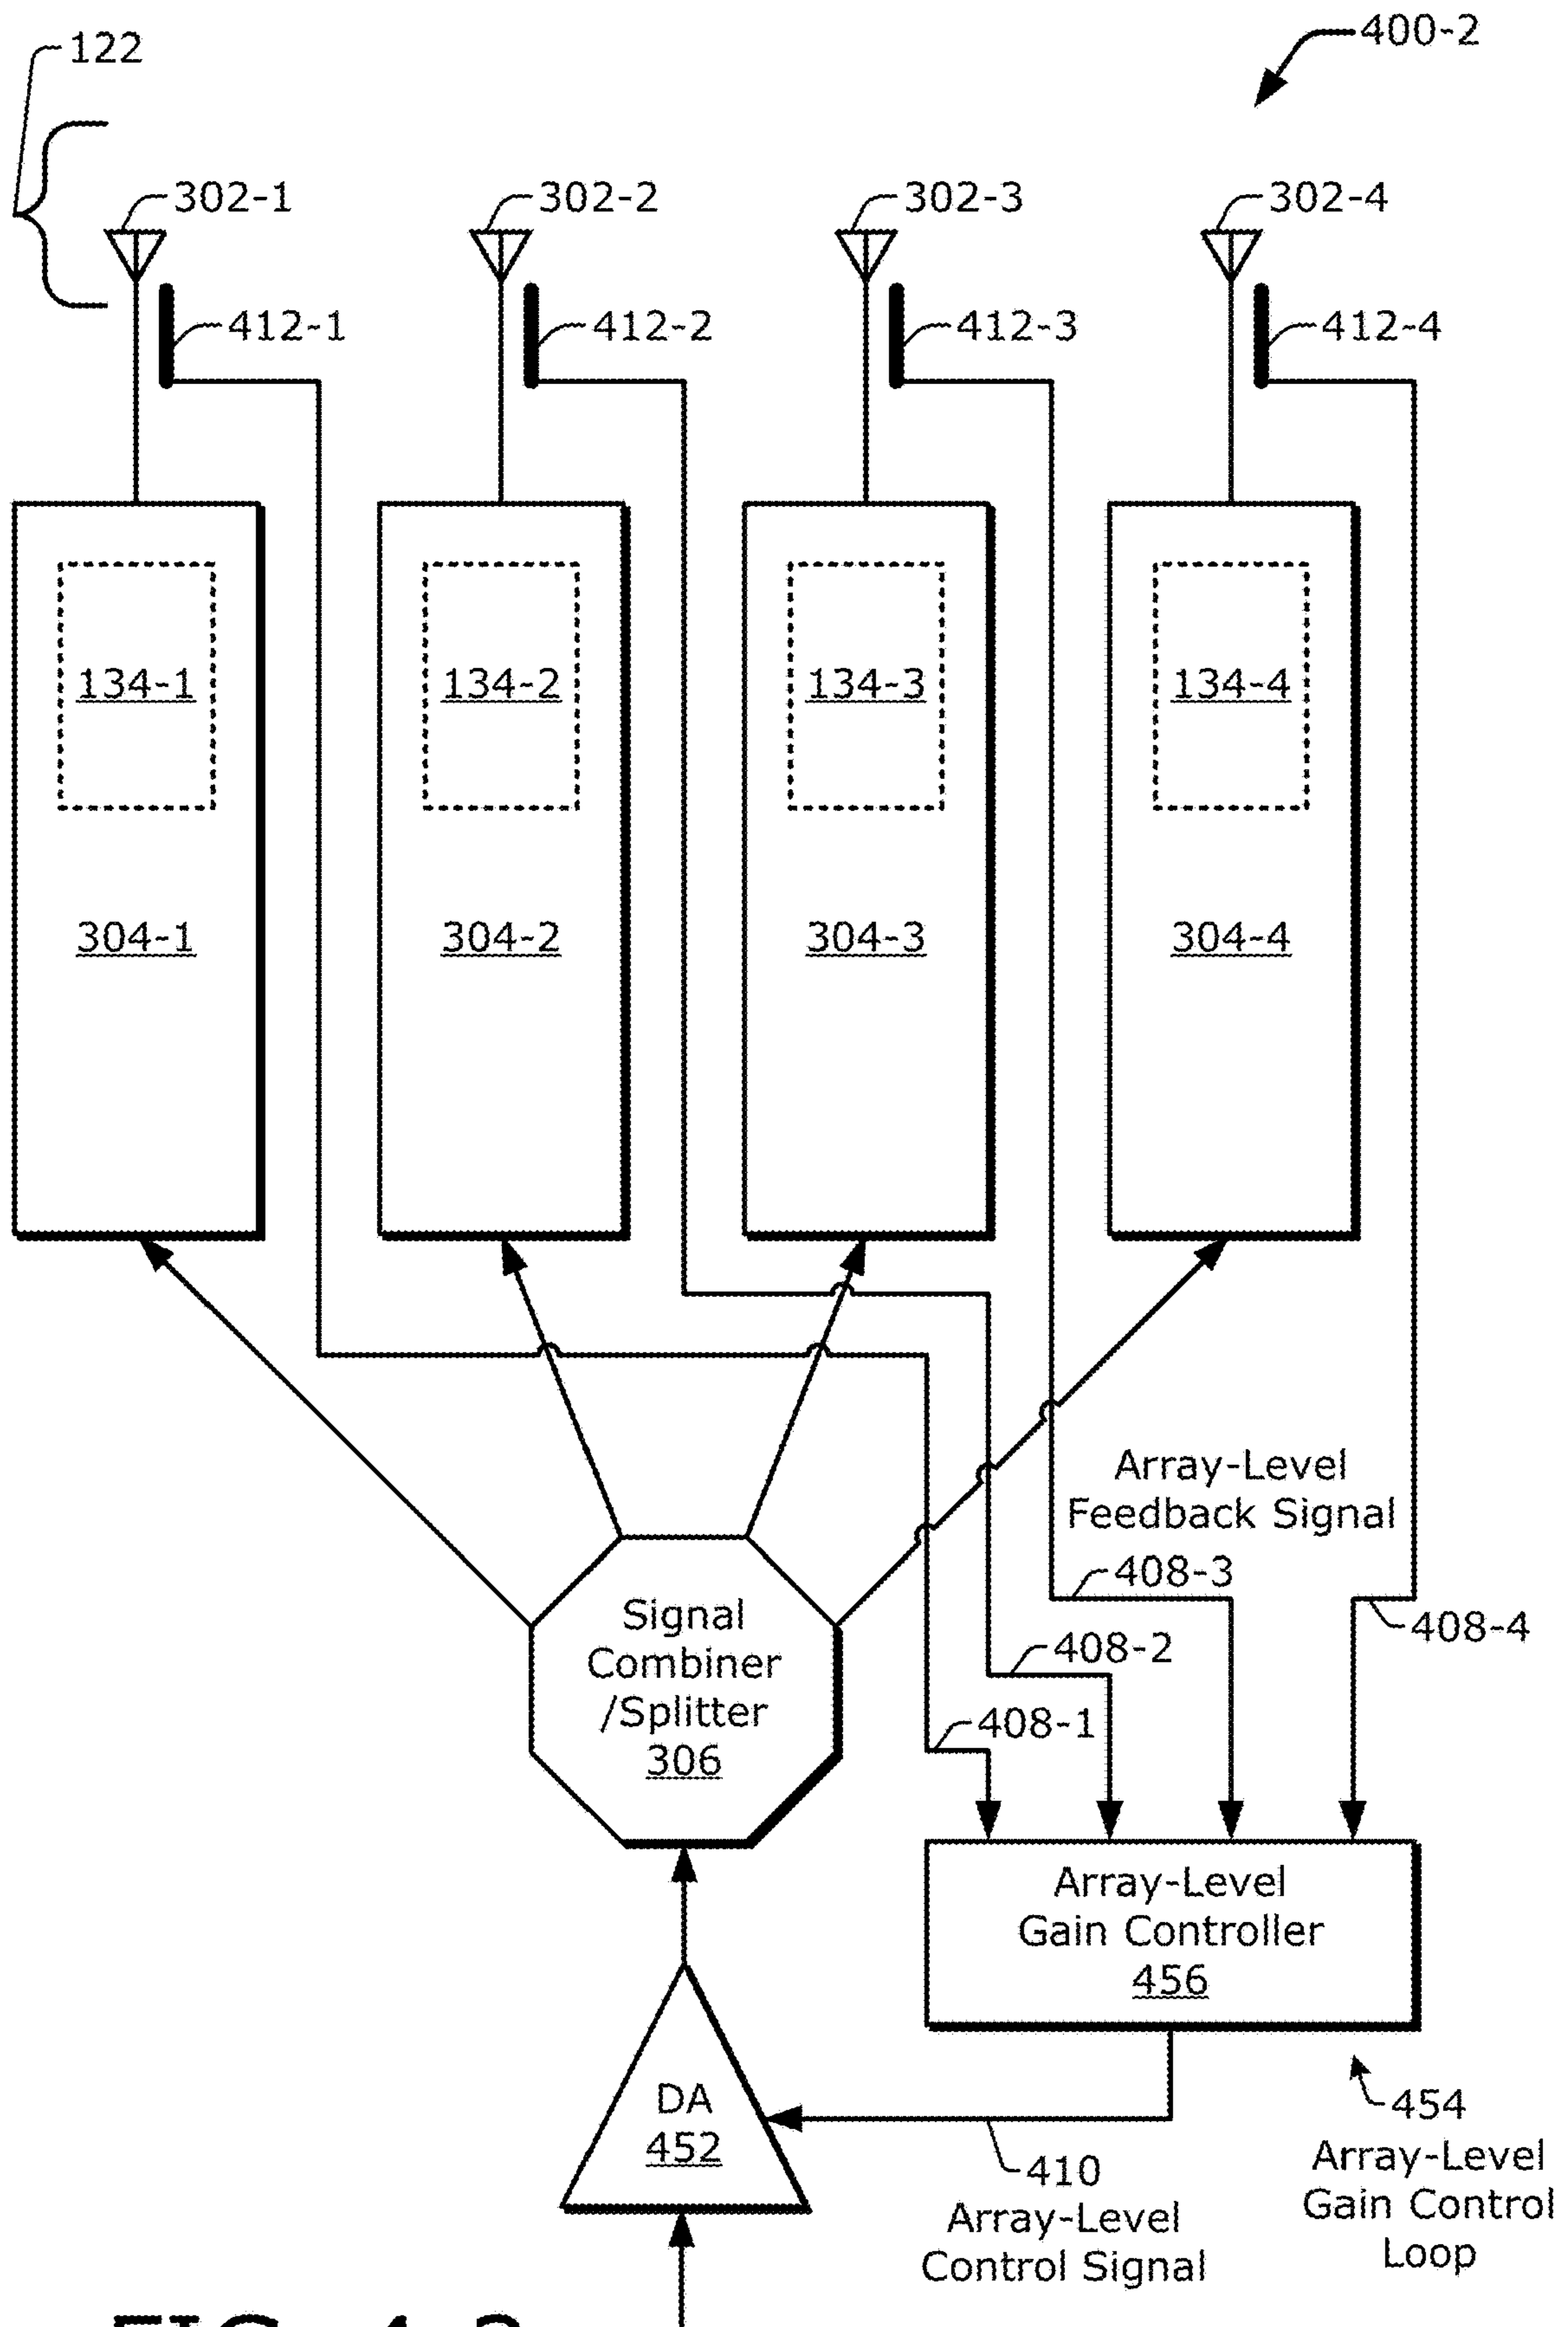 122
400-2
302-1
302-2
302-3
302-4
412-1
412-2
412-3
412-4
134-1
134-2
134-3
134-4
304-1
304-2
304-3
304-4
Array-Level
Feedback Signal
408-3
408-4
408-2
408-1
Signal
Combiner
/Splitter
306
Array-Level
Gain Controller
456
DA
452
410
Array-Level
Control Signal
454
Array-Level
Gain Control
Loop